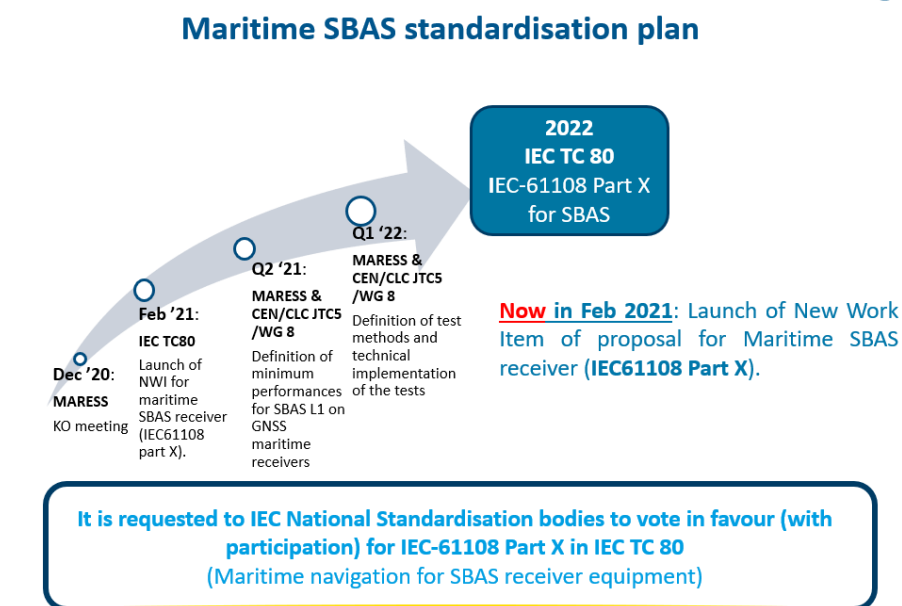 Maritime SBAS standardisation plan
2022
IEC TC 80
IEC-61108 Part X
for SBAS
Dec ’20:
MARESS
KO meeting
Feb ’21:
IEC TC80
Launch of
NWI for
maritime
SBAS receiver
(IEC61108
part X).
Q2 ‘21:
MARESS &
CEN/CLC JTC5
/WG 8
Definition of
minimum
performances
for SBAS L1 on
GNSS
maritime
receivers
Q1 ‘22:
MARESS &
CEN/CLC JTC5
/WG 8
Definition of test
methods and
technical
implementation
of the tests
Now in Feb 2021: Launch of New Work
Item of proposal for Maritime SBAS
receiver (IEC61108 Part X).
It is requested to IEC National Standardisation bodies to vote in favour (with
participation) for IEC-61108 Part X in IEC TC 80
(Maritime navigation for SBAS receiver equipment)